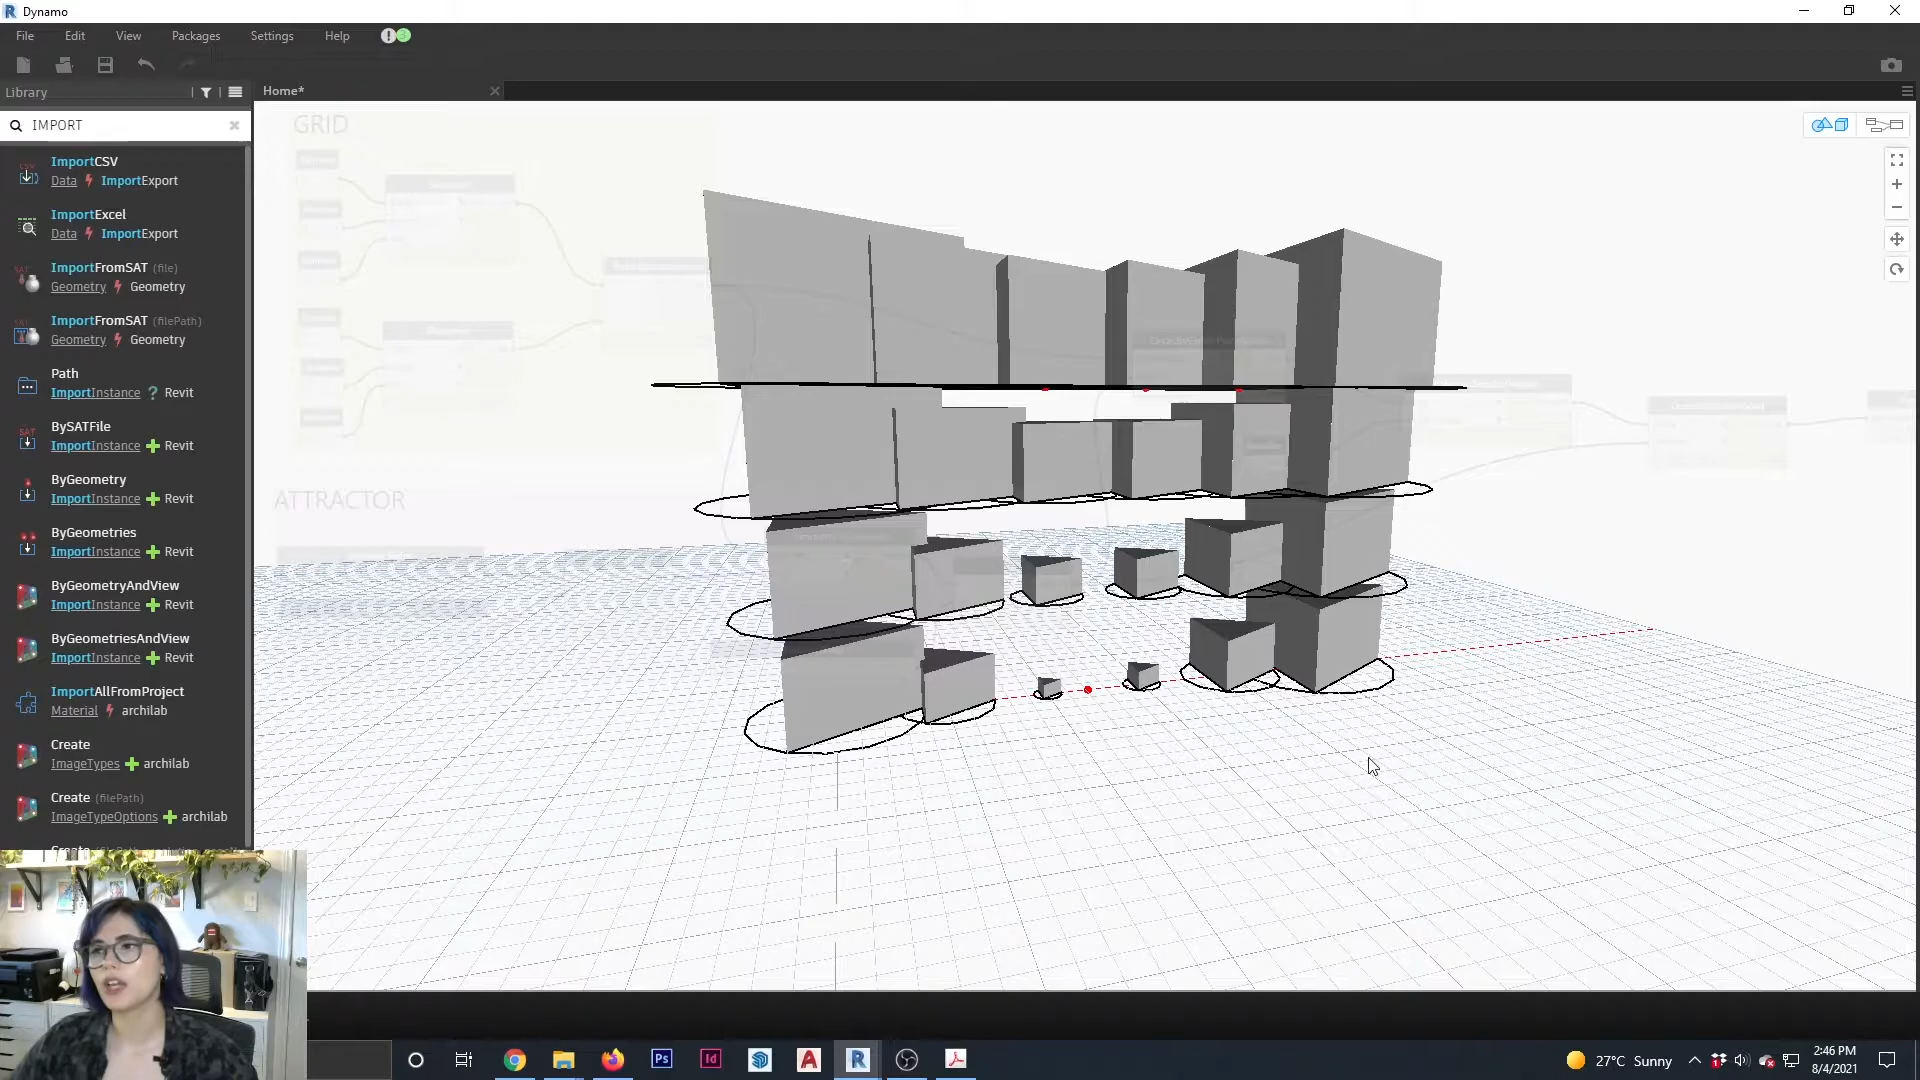 Dynamo
File Edit View Packages Settings Help
Library
Home*
IMPORT
ImportCSV
Data ImportExport
ImportExcel
Data ImportExport
ImportFromSAT (file)
Geometry Geometry
ImportFromSAT (filePath)
Geometry Geometry
Path
ImportInstance ? Revit
BySATFile
ImportInstance Revit
ByGeometry
ImportInstance Revit
ByGeometries
ImportInstance Revit
ByGeometryAndView
ImportInstance Revit
ByGeometriesAndView
ImportInstance Revit
ImportAllFromProject
Material archilab
Create
ImageTypes archilab
Create (filePath)
ImageTypeOptions archilab
GRID
ATTRACTOR
27°C Sunny
2:46 PM
8/4/2021